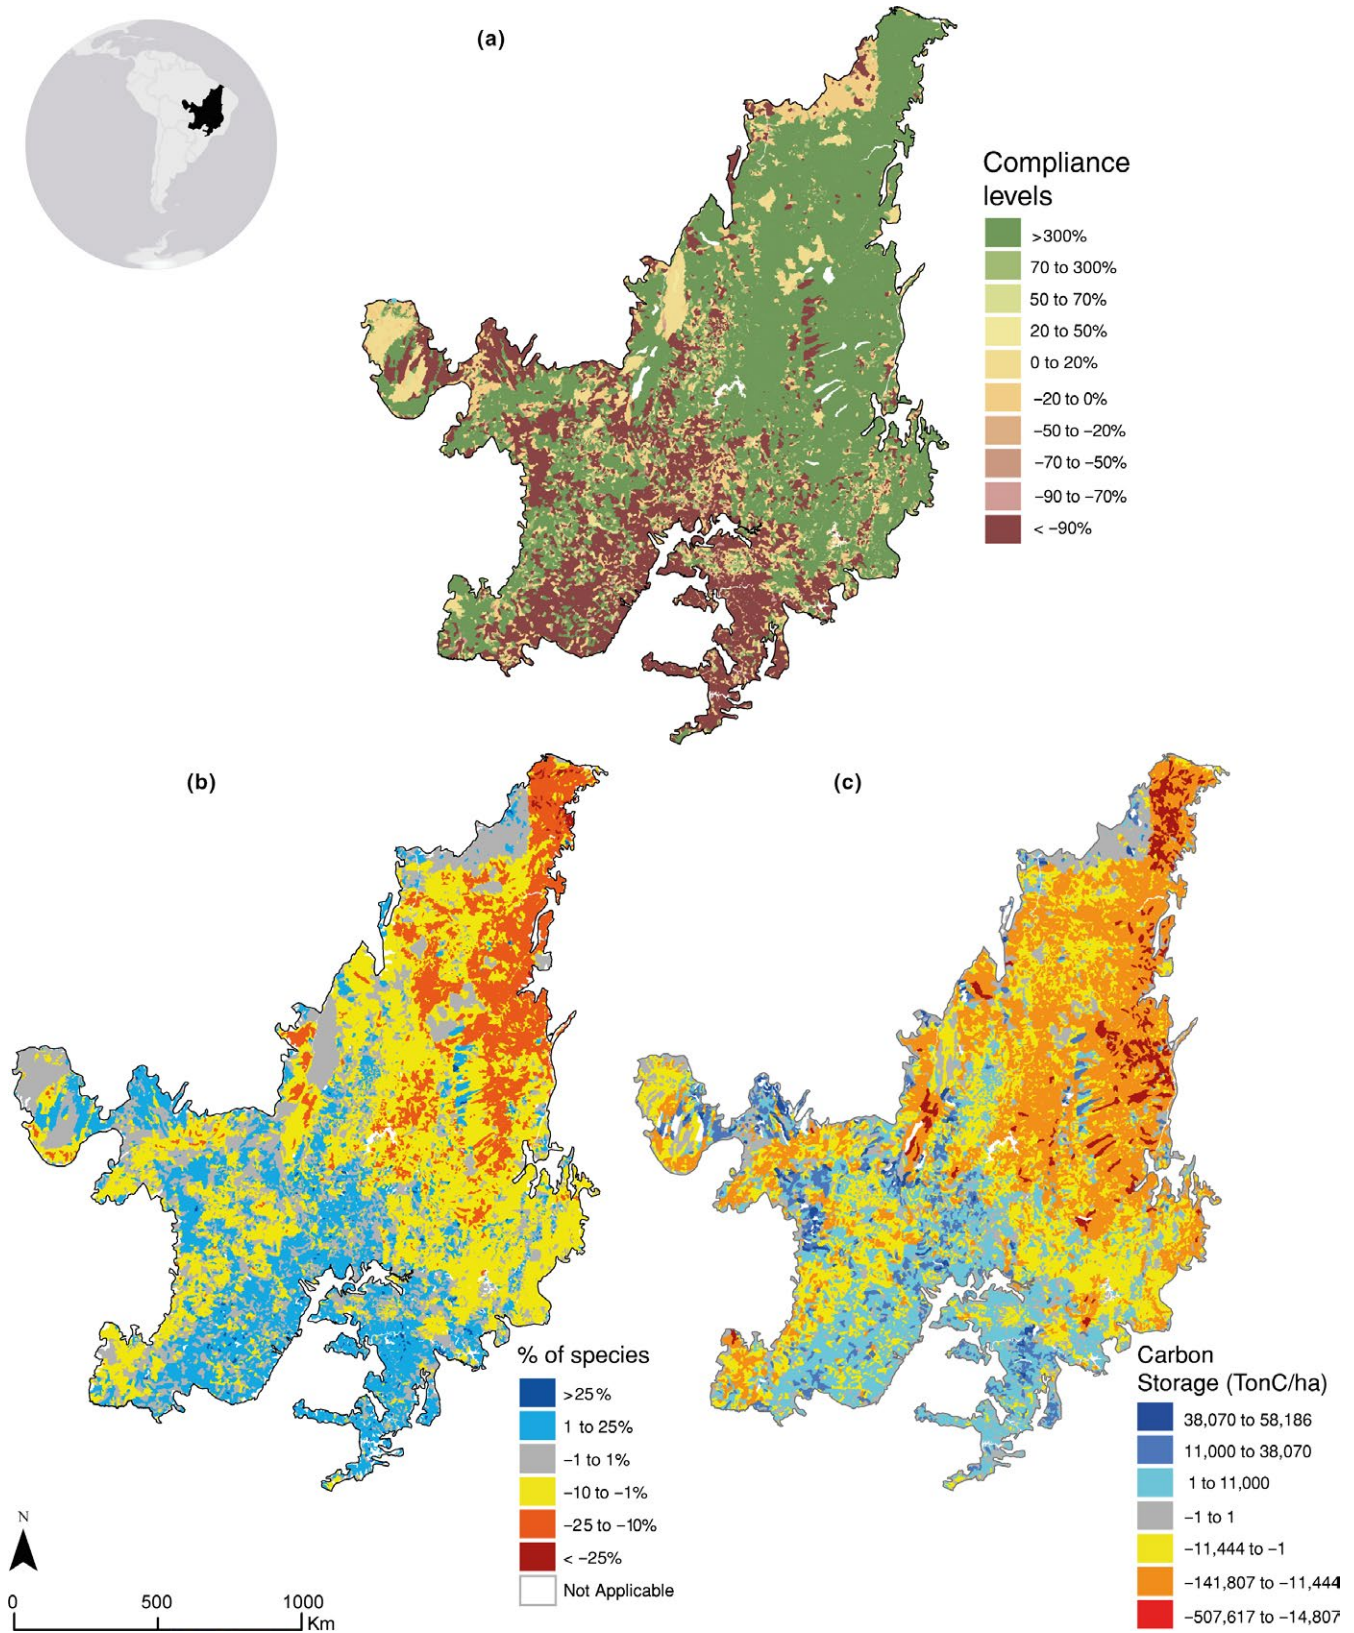 (a)
Compliance
levels
>300%
70 to 300%
50 to 70%
20 to 50%
0 to 20%
−20 to 0%
−50 to −20%
−70 to −50%
−90 to −70%
< −90%
(b)
% of species
>25%
1 to 25%
−1 to 1%
−10 to −1%
−25 to −10%
< −25%
Not Applicable
(c)
Carbon
Storage (TonC/ha)
38,070 to 58,186
11,000 to 38,070
1 to 11,000
−1 to 1
−11,444 to −1
−141,807 to −11,444
−507,617 to −14,807
N
0 500 1000
Km